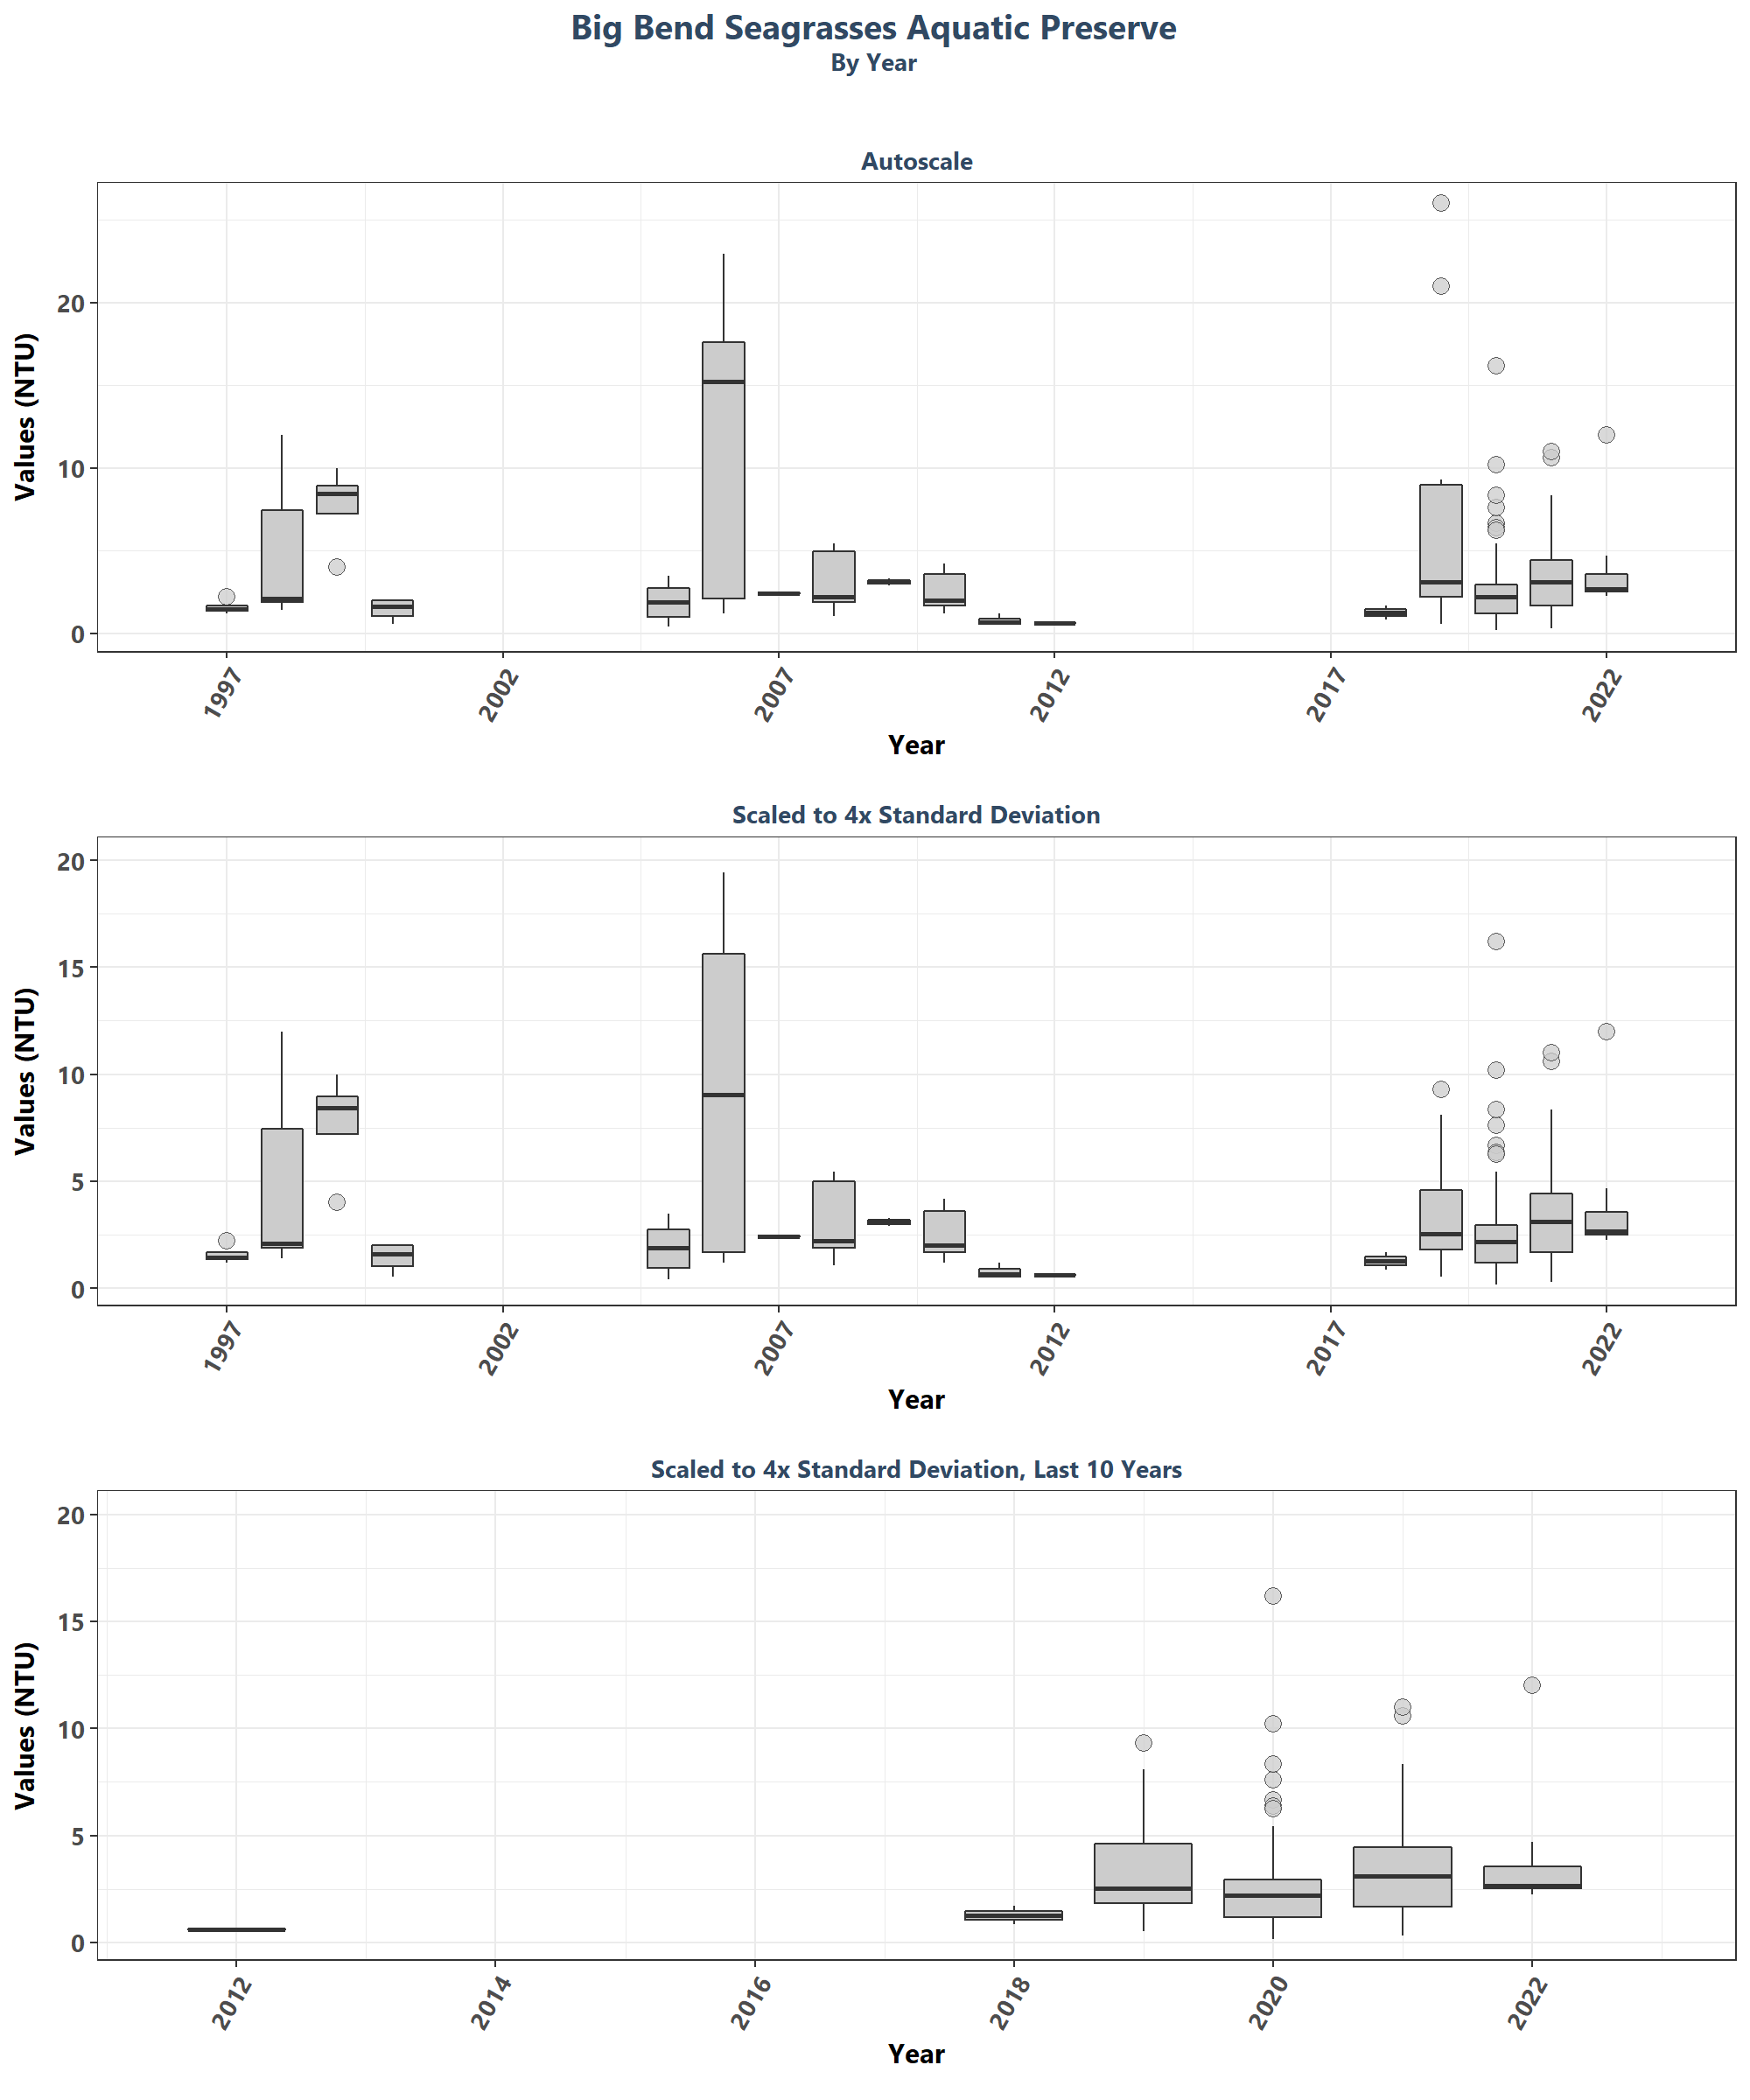 Big Bend Seagrasses Aquatic Preserve
By Year
Autoscale
Values (NTU)
20
10
0
1997 2002 2007 2012 2017 2022
Year
Scaled to 4x Standard Deviation
Values (NTU)
20
15
10
5
0
1997 2002 2007 2012 2017 2022
Year
Scaled to 4x Standard Deviation, Last 10 Years
Values (NTU)
20
15
10
5
0
2012 2014 2016 2018 2020 2022
Year